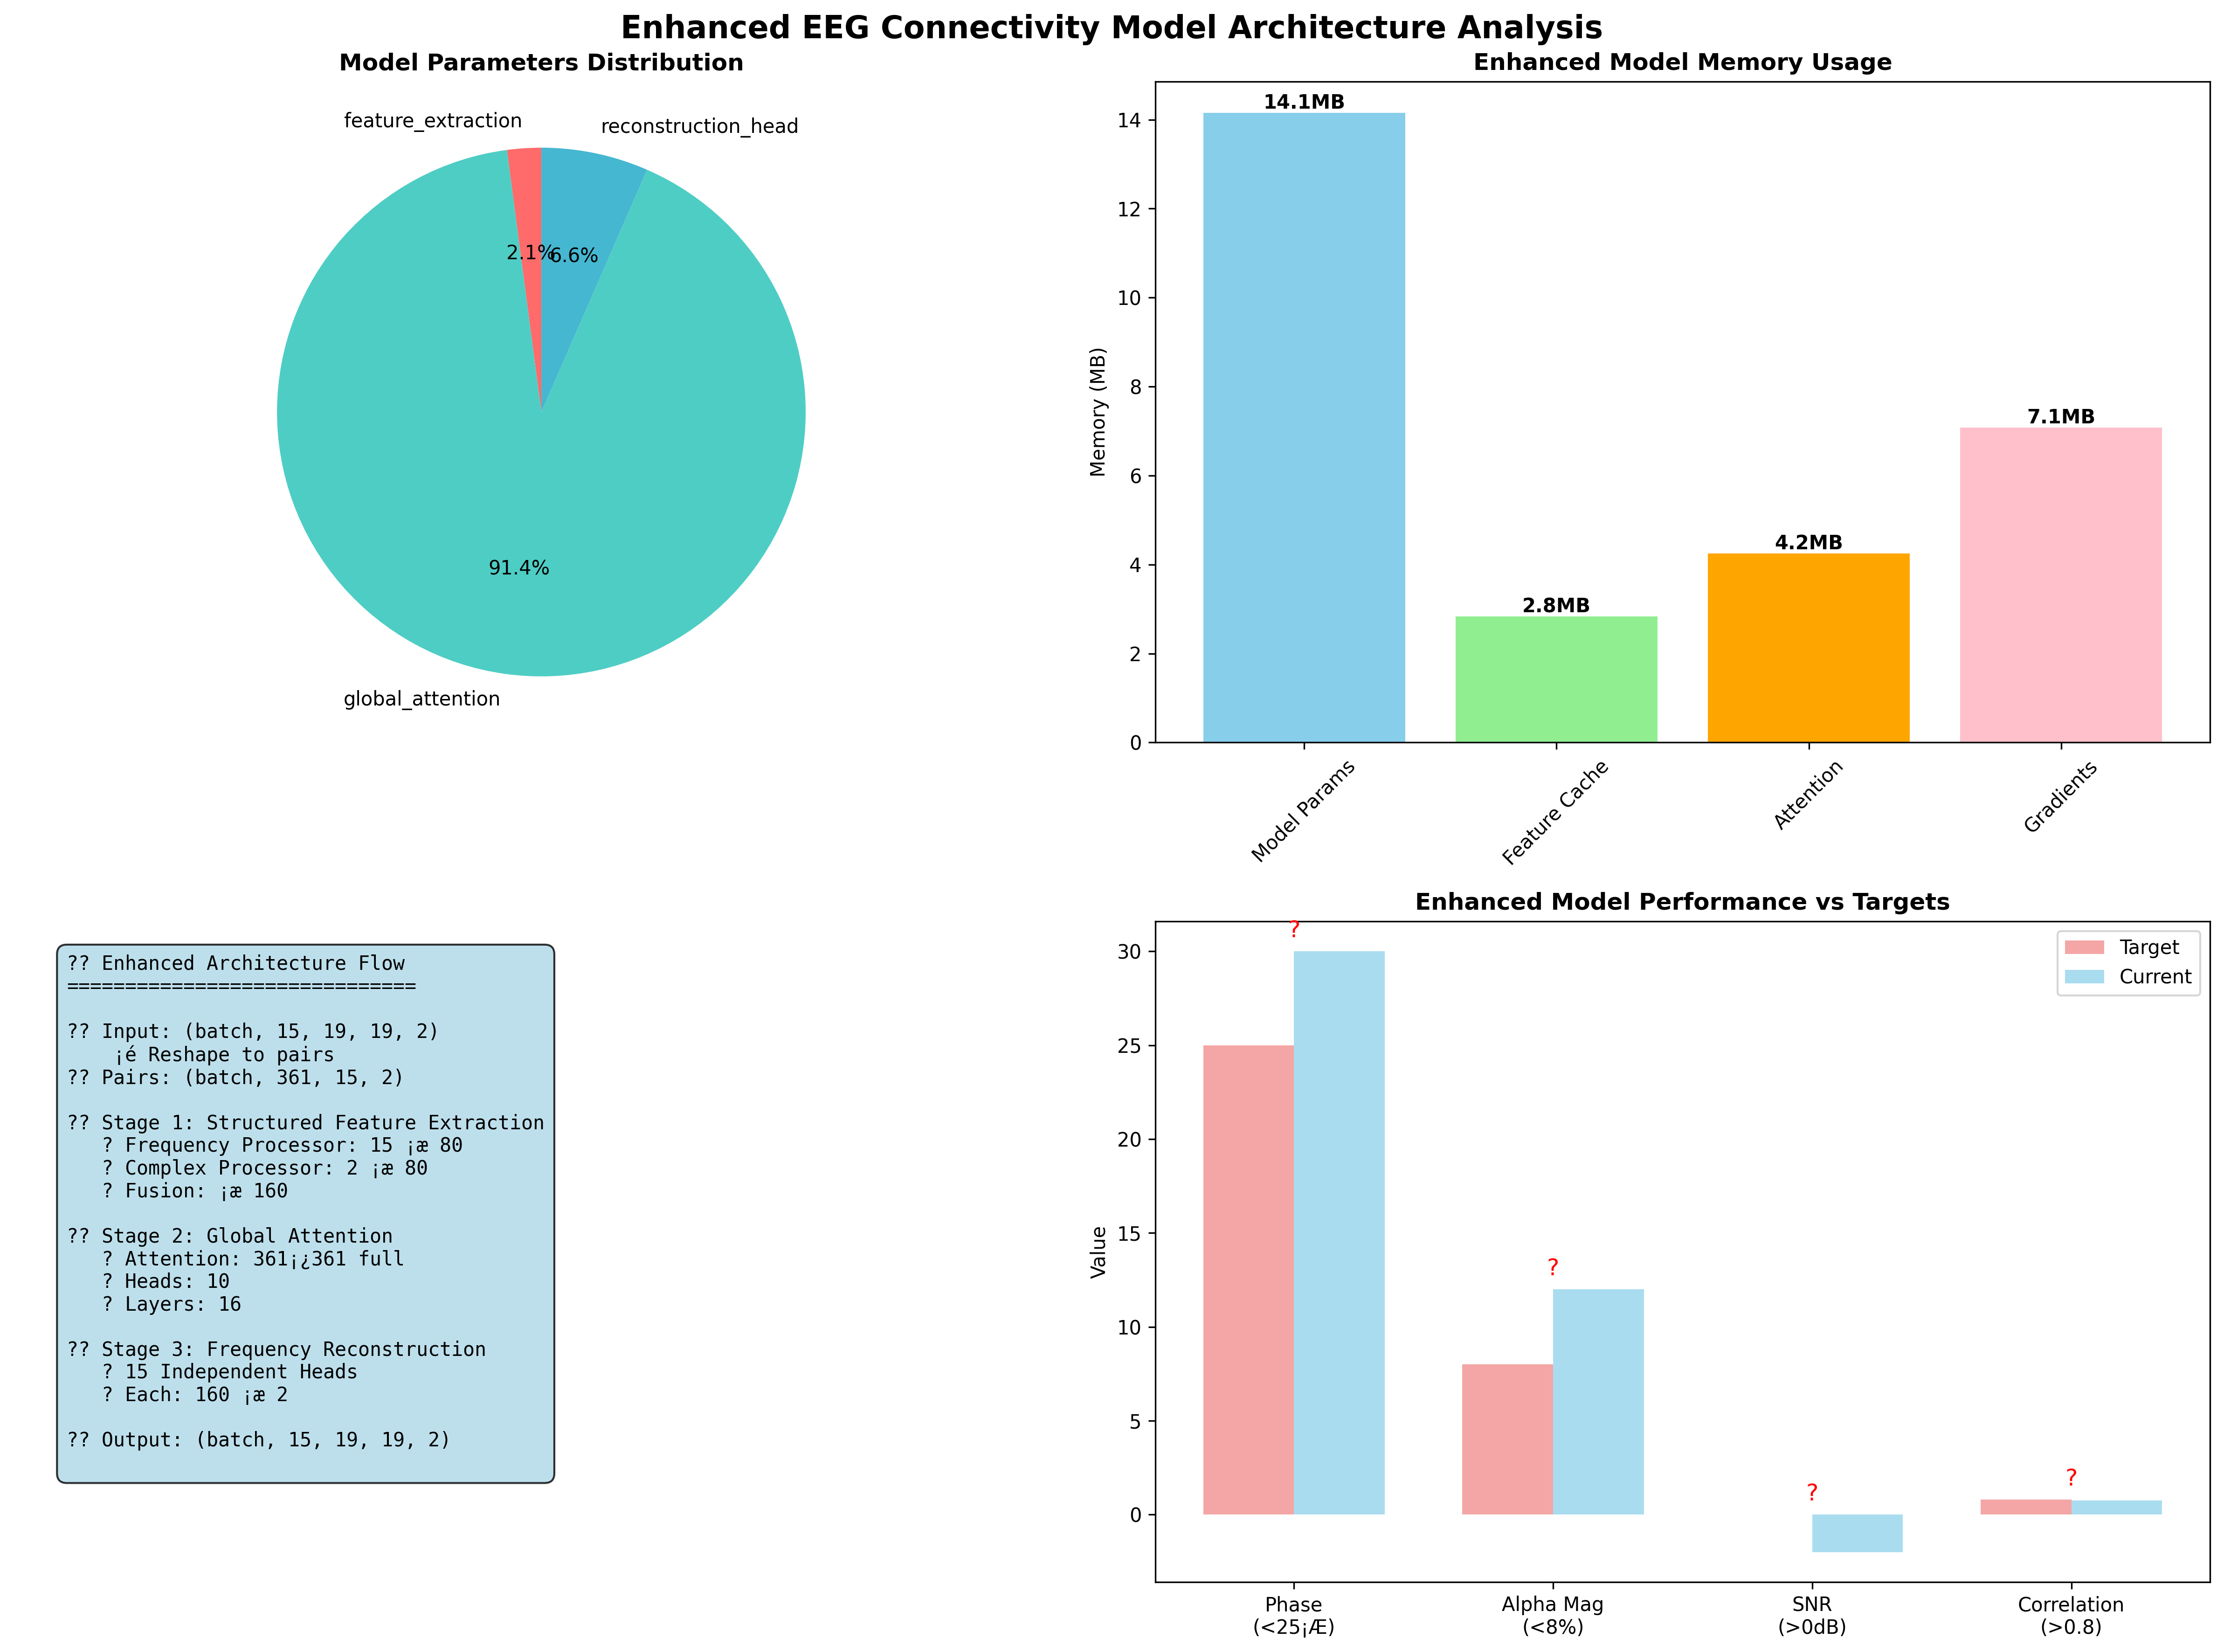 Enhanced EEG Connectivity Model Architecture Analysis
Model Parameters Distribution
feature_extraction
reconstruction_head
2.1%
6.6%
91.4%
global_attention
Enhanced Model Memory Usage
Memory (MB)
14
12
10
8
6
4
2
0
14.1MB
2.8MB
4.2MB
7.1MB
Model Params
Feature Cache
Attention
Gradients
?? Enhanced Architecture Flow
==============================
?? Input: (batch, 15, 19, 19, 2)
¡é Reshape to pairs
?? Pairs: (batch, 361, 15, 2)
?? Stage 1: Structured Feature Extraction
? Frequency Processor: 15 ¡æ 80
? Complex Processor: 2 ¡æ 80
? Fusion: ¡æ 160
?? Stage 2: Global Attention
? Attention: 361¡¿361 full
? Heads: 10
? Layers: 16
?? Stage 3: Frequency Reconstruction
? 15 Independent Heads
? Each: 160 ¡æ 2
?? Output: (batch, 15, 19, 19, 2)
Enhanced Model Performance vs Targets
Value
30
25
20
15
10
5
0
?
?
?
?
Target
Current
Phase
(<25¡Æ)
Alpha Mag
(<8%)
SNR
(>0dB)
Correlation
(>0.8)